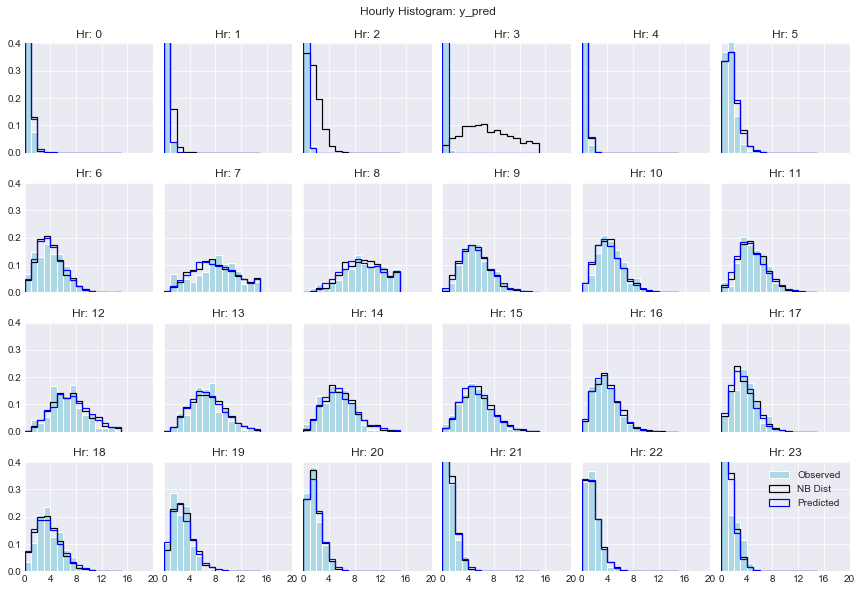 Hourly Histogram: y_pred
Hr: 0 Hr: 1 Hr: 2 Hr: 3 Hr: 4 Hr: 5
0.4
0.3
0.2
0.1
0.0
Hr: 6 Hr: 7 Hr: 8 Hr: 9 Hr: 10 Hr: 11
0.4
0.3
0.2
0.1
0.0
Hr: 12 Hr: 13 Hr: 14 Hr: 15 Hr: 16 Hr: 17
0.4
0.3
0.2
0.1
0.0
Hr: 18 Hr: 19 Hr: 20 Hr: 21 Hr: 22 Hr: 23
0.4
0.3
0.2
0.1
0.0
Observed
NB Dist
Predicted
0 4 8 12 16 20 0 4 8 12 16 20 0 4 8 12 16 20 0 4 8 12 16 20 0 4 8 12 16 20 0 4 8 12 16 20